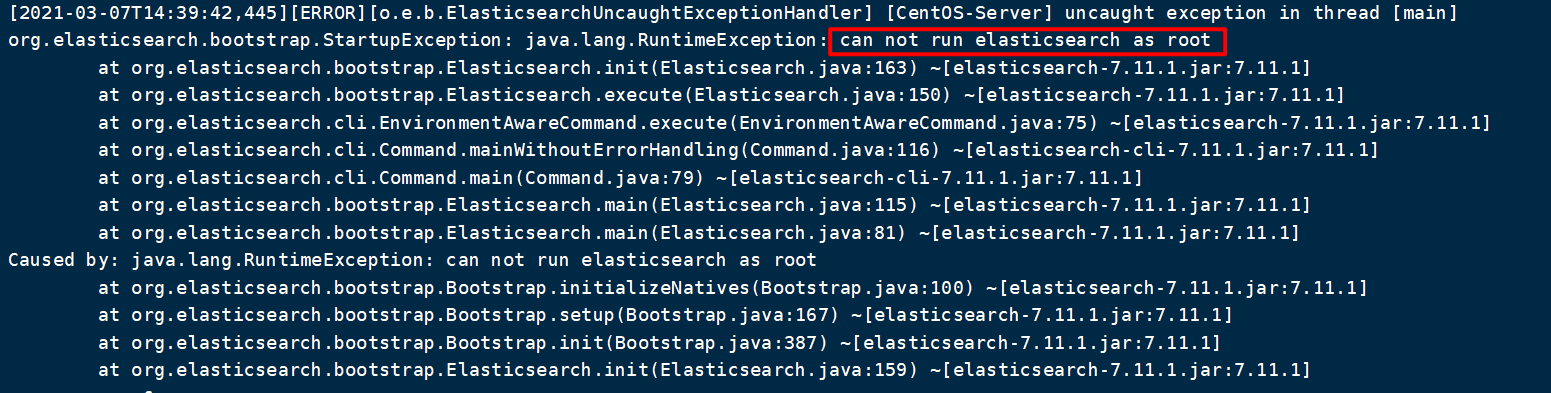 [2021-03-07T14:39:42,445][ERROR][o.e.b.ElasticsearchUncaughtExceptionHandler] [CentOS-Server] uncaught exception in thread [main]
org.elasticsearch.bootstrap.StartupException: java.lang.RuntimeException: can not run elasticsearch as root
at org.elasticsearch.bootstrap.Elasticsearch.init(Elasticsearch.java:163) ~[elasticsearch-7.11.1.jar:7.11.1]
at org.elasticsearch.bootstrap.Elasticsearch.execute(Elasticsearch.java:150) ~[elasticsearch-7.11.1.jar:7.11.1]
at org.elasticsearch.cli.EnvironmentAwareCommand.execute(EnvironmentAwareCommand.java:75) ~[elasticsearch-7.11.1.jar:7.11.1]
at org.elasticsearch.cli.Command.mainWithoutErrorHandling(Command.java:116) ~[elasticsearch-cli-7.11.1.jar:7.11.1]
at org.elasticsearch.cli.Command.main(Command.java:79) ~[elasticsearch-cli-7.11.1.jar:7.11.1]
at org.elasticsearch.bootstrap.Elasticsearch.main(Elasticsearch.java:115) ~[elasticsearch-7.11.1.jar:7.11.1]
at org.elasticsearch.bootstrap.Elasticsearch.main(Elasticsearch.java:81) ~[elasticsearch-7.11.1.jar:7.11.1]
Caused by: java.lang.RuntimeException: can not run elasticsearch as root
at org.elasticsearch.bootstrap.Bootstrap.initializeNatives(Bootstrap.java:100) ~[elasticsearch-7.11.1.jar:7.11.1]
at org.elasticsearch.bootstrap.Bootstrap.setup(Bootstrap.java:167) ~[elasticsearch-7.11.1.jar:7.11.1]
at org.elasticsearch.bootstrap.Bootstrap.init(Bootstrap.java:387) ~[elasticsearch-7.11.1.jar:7.11.1]
at org.elasticsearch.bootstrap.Elasticsearch.init(Elasticsearch.java:159) ~[elasticsearch-7.11.1.jar:7.11.1]